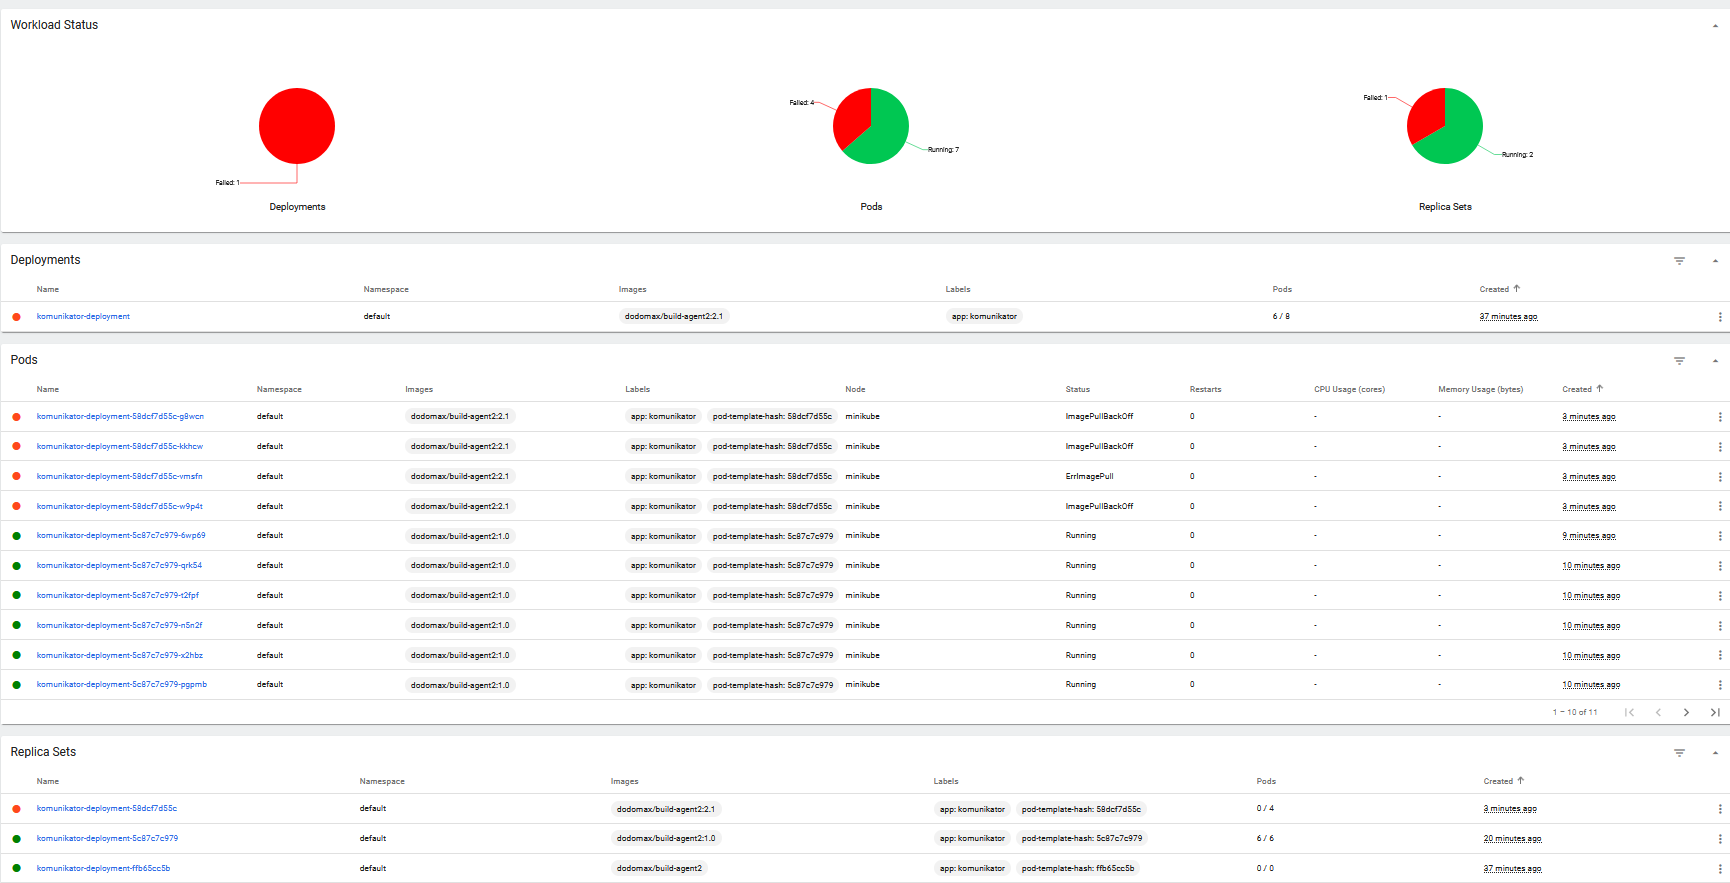 Workload Status
Failed: 1
Deployments
Failed: 4
Running: 7
Pods
Failed: 1
Running: 2
Replica Sets
Deployments
Name Namespace Images Labels Pods Created
komunikator-deployment default dodomax/build-agent2:2.1 app: komunikator 6 / 8 37 minutes ago
Pods
Name Namespace Images Labels Node Status Restarts CPU Usage (cores) Memory Usage (bytes) Created
komunikator-deployment-58dcf7d55c-g8wcn default dodomax/build-agent2:2.1 app: komunikator pod-template-hash: 58dcf7d55c minikube ImagePullBackOff 0 - - 3 minutes ago
komunikator-deployment-58dcf7d55c-kkhcw default dodomax/build-agent2:2.1 app: komunikator pod-template-hash: 58dcf7d55c minikube ImagePullBackOff 0 - - 3 minutes ago
komunikator-deployment-58dcf7d55c-vmsfn default dodomax/build-agent2:2.1 app: komunikator pod-template-hash: 58dcf7d55c minikube ErrImagePull 0 - - 3 minutes ago
komunikator-deployment-58dcf7d55c-w9p4t default dodomax/build-agent2:2.1 app: komunikator pod-template-hash: 58dcf7d55c minikube ImagePullBackOff 0 - - 3 minutes ago
komunikator-deployment-5c87c7c979-6wp69 default dodomax/build-agent2:1.0 app: komunikator pod-template-hash: 5c87c7c979 minikube Running 0 - - 9 minutes ago
komunikator-deployment-5c87c7c979-qrk54 default dodomax/build-agent2:1.0 app: komunikator pod-template-hash: 5c87c7c979 minikube Running 0 - - 10 minutes ago
komunikator-deployment-5c87c7c979-t2fpf default dodomax/build-agent2:1.0 app: komunikator pod-template-hash: 5c87c7c979 minikube Running 0 - - 10 minutes ago
komunikator-deployment-5c87c7c979-n5n2f default dodomax/build-agent2:1.0 app: komunikator pod-template-hash: 5c87c7c979 minikube Running 0 - - 10 minutes ago
komunikator-deployment-5c87c7c979-x2hbz default dodomax/build-agent2:1.0 app: komunikator pod-template-hash: 5c87c7c979 minikube Running 0 - - 10 minutes ago
komunikator-deployment-5c87c7c979-pgpmb default dodomax/build-agent2:1.0 app: komunikator pod-template-hash: 5c87c7c979 minikube Running 0 - - 10 minutes ago
1 – 10 of 11
Replica Sets
Name Namespace Images Labels Pods Created
komunikator-deployment-58dcf7d55c default dodomax/build-agent2:2.1 app: komunikator pod-template-hash: 58dcf7d55c 0 / 4 3 minutes ago
komunikator-deployment-5c87c7c979 default dodomax/build-agent2:1.0 app: komunikator pod-template-hash: 5c87c7c979 6 / 6 20 minutes ago
komunikator-deployment-ffb65cc5b default dodomax/build-agent2 app: komunikator pod-template-hash: ffb65cc5b 0 / 0 37 minutes ago